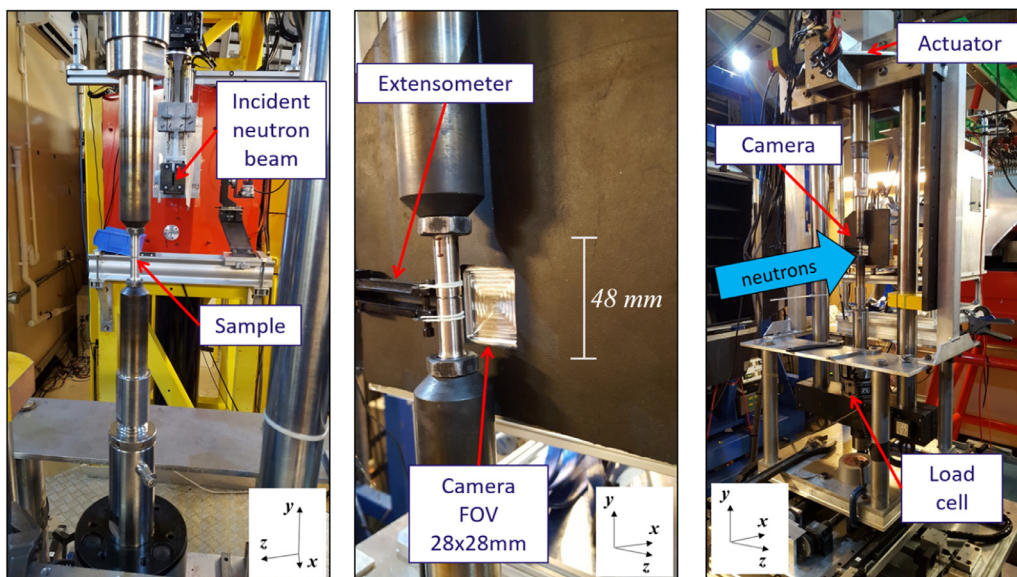 Incident
neutron
beam
Sample
y
z
x
Extensometer
48 mm
Camera
FOV
28x28mm
y
x
z
Actuator
Camera
neutrons
Load
cell
y
x
z